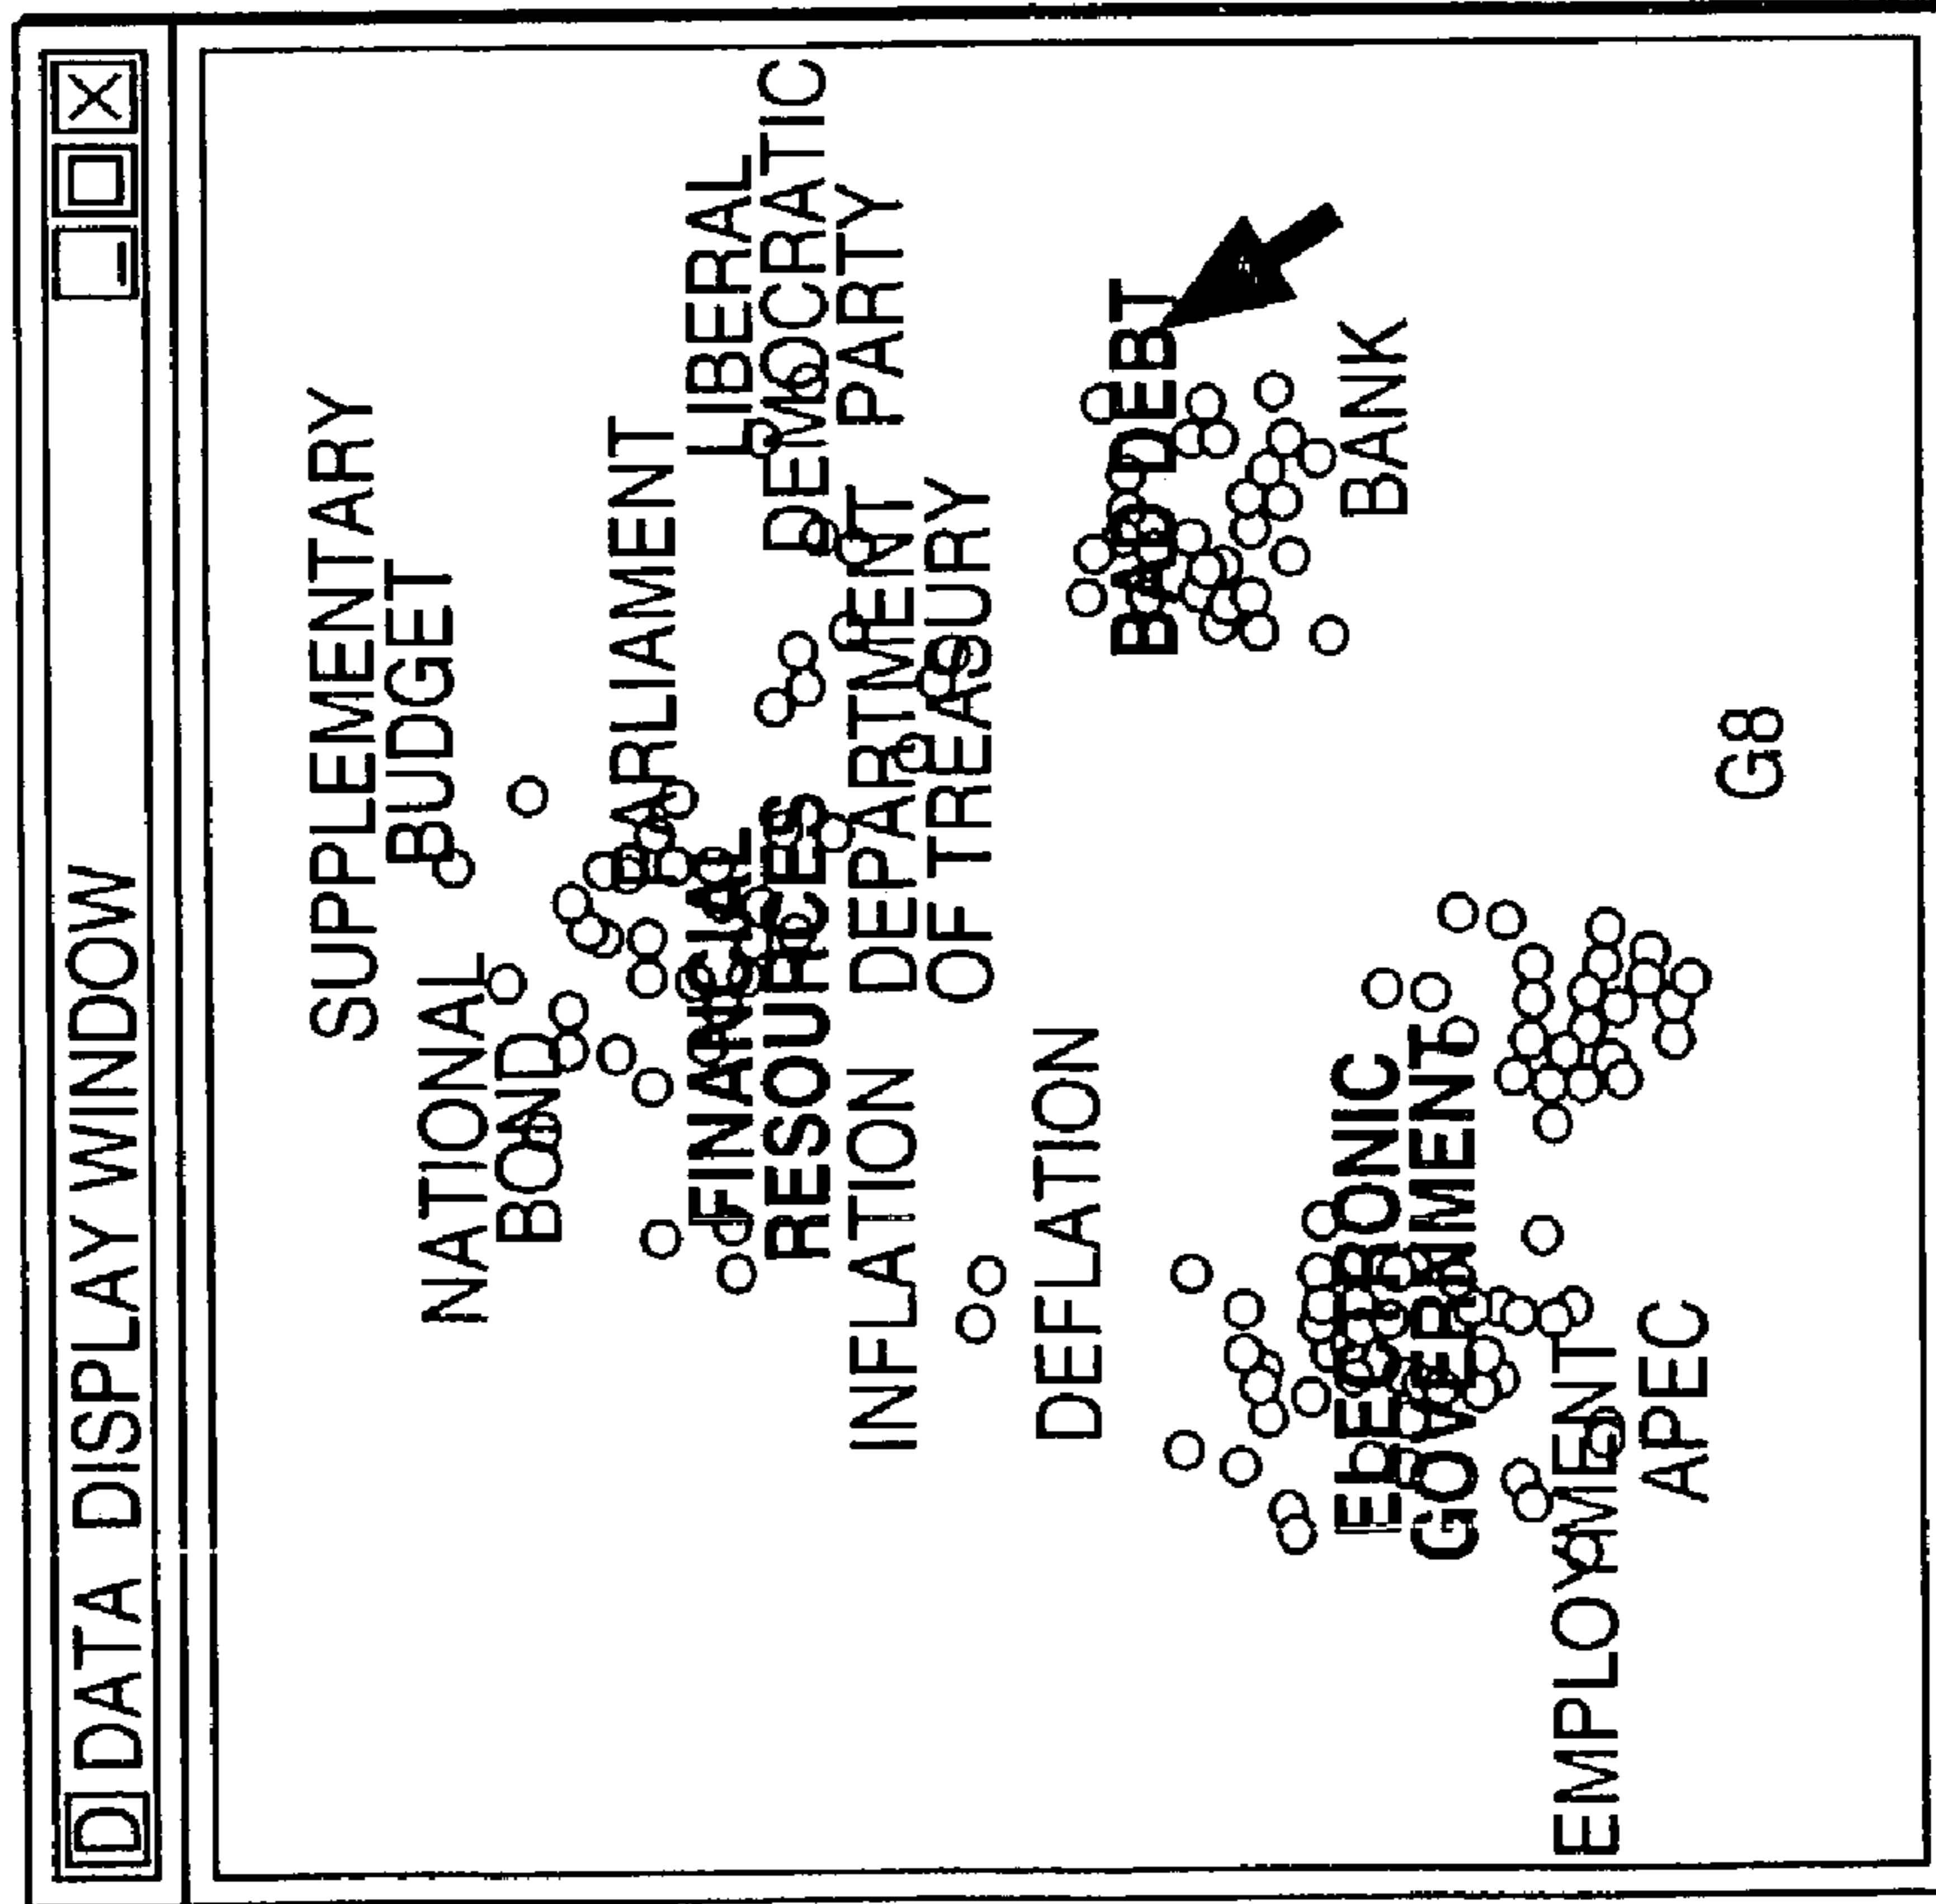 D DATA DISPLAY WINDOW
SUPPLEMENTARY
BUDGET
NATIONAL
BOND
PARLIAMENT
LIBERAL
DEMOCRATIC
PARTY
FINANCIAL
RESOURCES
DEPARTMENT
OF TREASURY
INFLATION
DEFLATION
BAD DEBT
BANK
ELECTRONIC
GOVERNMENT
EMPLOYMENT
APEC
G8